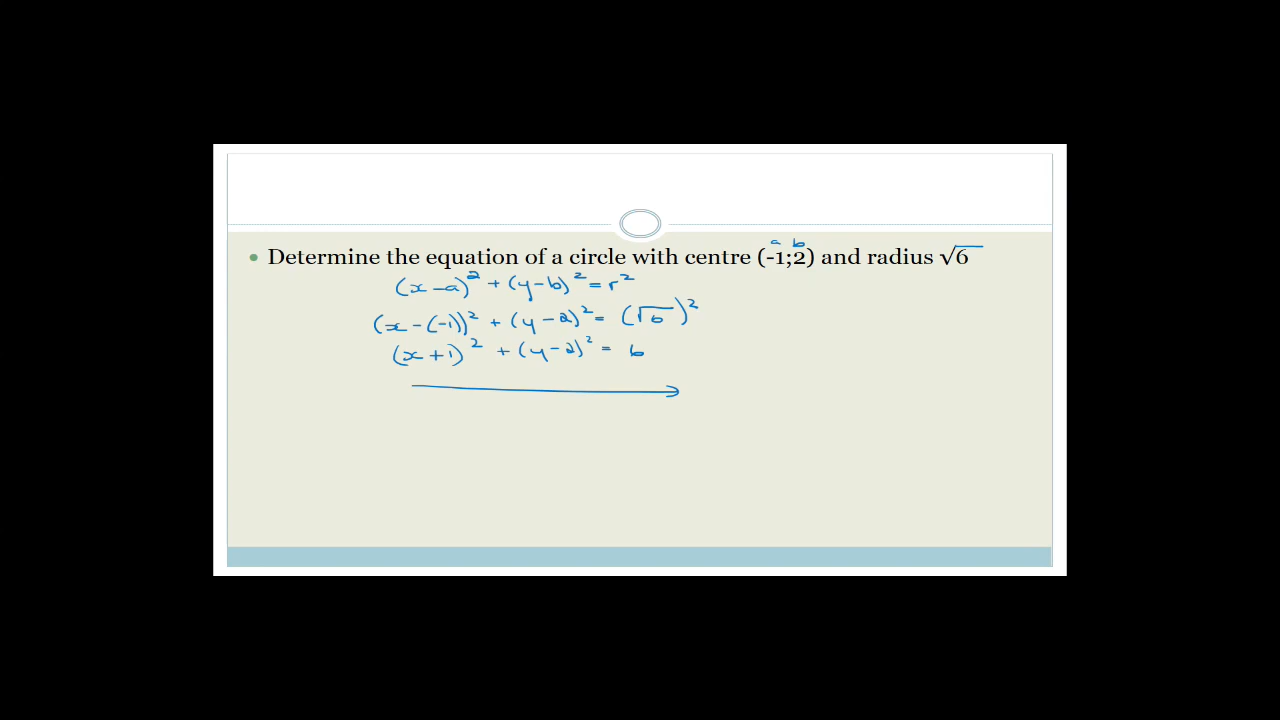 a b
• Determine the equation of a circle with centre (-1;2) and radius √6
(x-a)² + (y-b)² = r²
(x-(-1))² + (y-2)² = (√6)²
(x+1)² + (y-2)² = 6